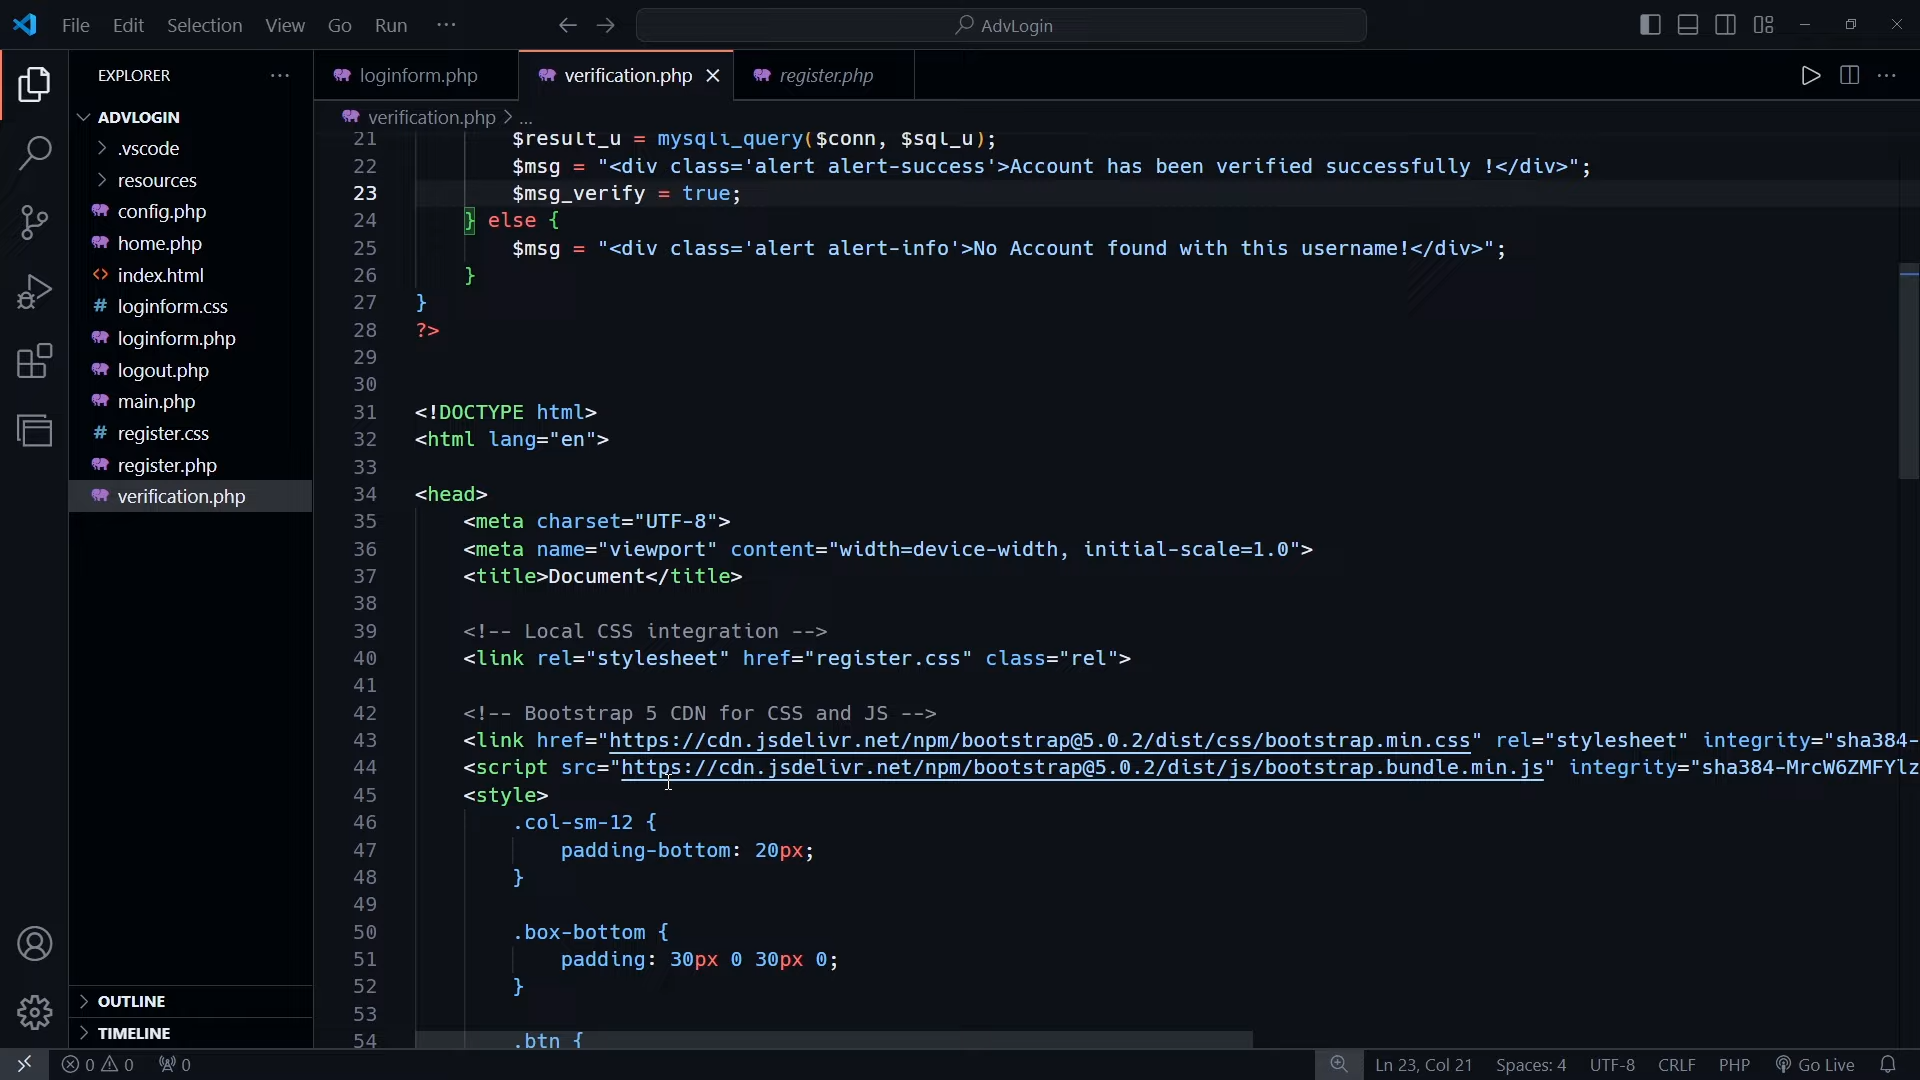 File Edit Selection View Go Run ··· AdvLogin
EXPLORER ···
ADVLOGIN
.vscode
resources
config.php
home.php
index.html
loginform.css
loginform.php
logout.php
main.php
register.css
register.php
verification.php
OUTLINE
TIMELINE
loginform.php verification.php register.php
verification.php > ...
21 $result_u = mysqli_query($conn, $sql_u);
22 $msg = "<div class='alert alert-success'>Account has been verified successfully !</div>";
23 $msg_verify = true;
24 } else {
25 $msg = "<div class='alert alert-info'>No Account found with this username!</div>";
26 }
27 }
28 ?>
29
30
31 <!DOCTYPE html>
32 <html lang="en">
33
34 <head>
35 <meta charset="UTF-8">
36 <meta name="viewport" content="width=device-width, initial-scale=1.0">
37 <title>Document</title>
38
39 <!-- Local CSS integration -->
40 <link rel="stylesheet" href="register.css" class="rel">
41
42 <!-- Bootstrap 5 CDN for CSS and JS -->
43 <link href="https://cdn.jsdelivr.net/npm/bootstrap@5.0.2/dist/css/bootstrap.min.css" rel="stylesheet" integrity="sha384-
44 <script src="https://cdn.jsdelivr.net/npm/bootstrap@5.0.2/dist/js/bootstrap.bundle.min.js" integrity="sha384-MrcW6ZMFYlz
45 <style>
46 .col-sm-12 {
47 padding-bottom: 20px;
48 }
49
50 .box-bottom {
51 padding: 30px 0 30px 0;
52 }
53
54 .btn {
0 0 0 Ln 23, Col 21 Spaces: 4 UTF-8 CRLF PHP Go Live